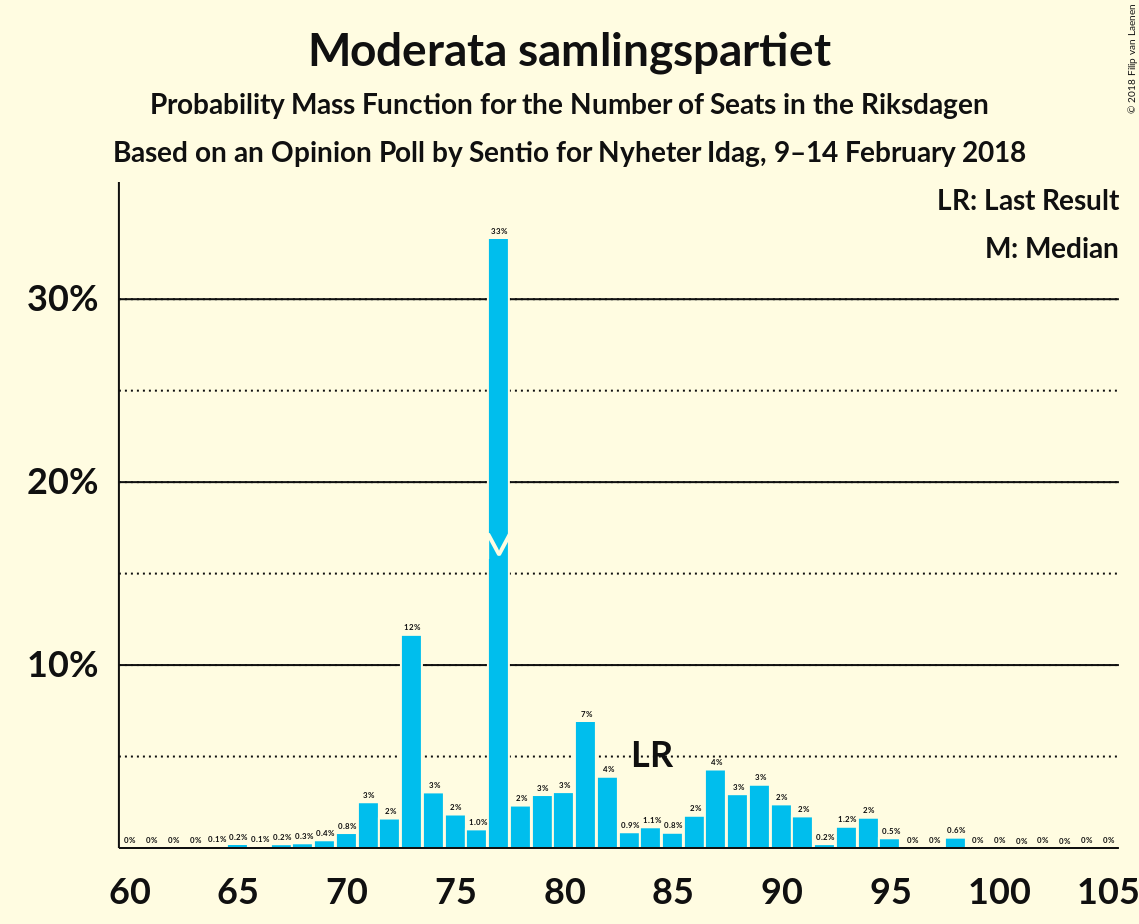 Moderata samlingspartiet
Probability Mass Function for the Number of Seats in the Riksdagen
Based on an Opinion Poll by Sentio for Nyheter Idag, 9–14 February 2018
© 2018 Filip van Laenen
LR: Last Result
M: Median
30%
20%
10%
0% 0% 0% 0% 0.1% 0.2% 0.1% 0.2% 0.3% 0.4% 0.8% 3% 2% 12% 3% 2% 1.0% 33% 2% 3% 3% 7% 4% 0.9% 1.1% 0.8% 2% 4% 3% 3% 2% 2% 0.2% 1.2% 2% 0.5% 0% 0% 0.6% 0% 0% 0% 0% 0% 0% 0%
LR
60 65 70 75 80 85 90 95 100 105